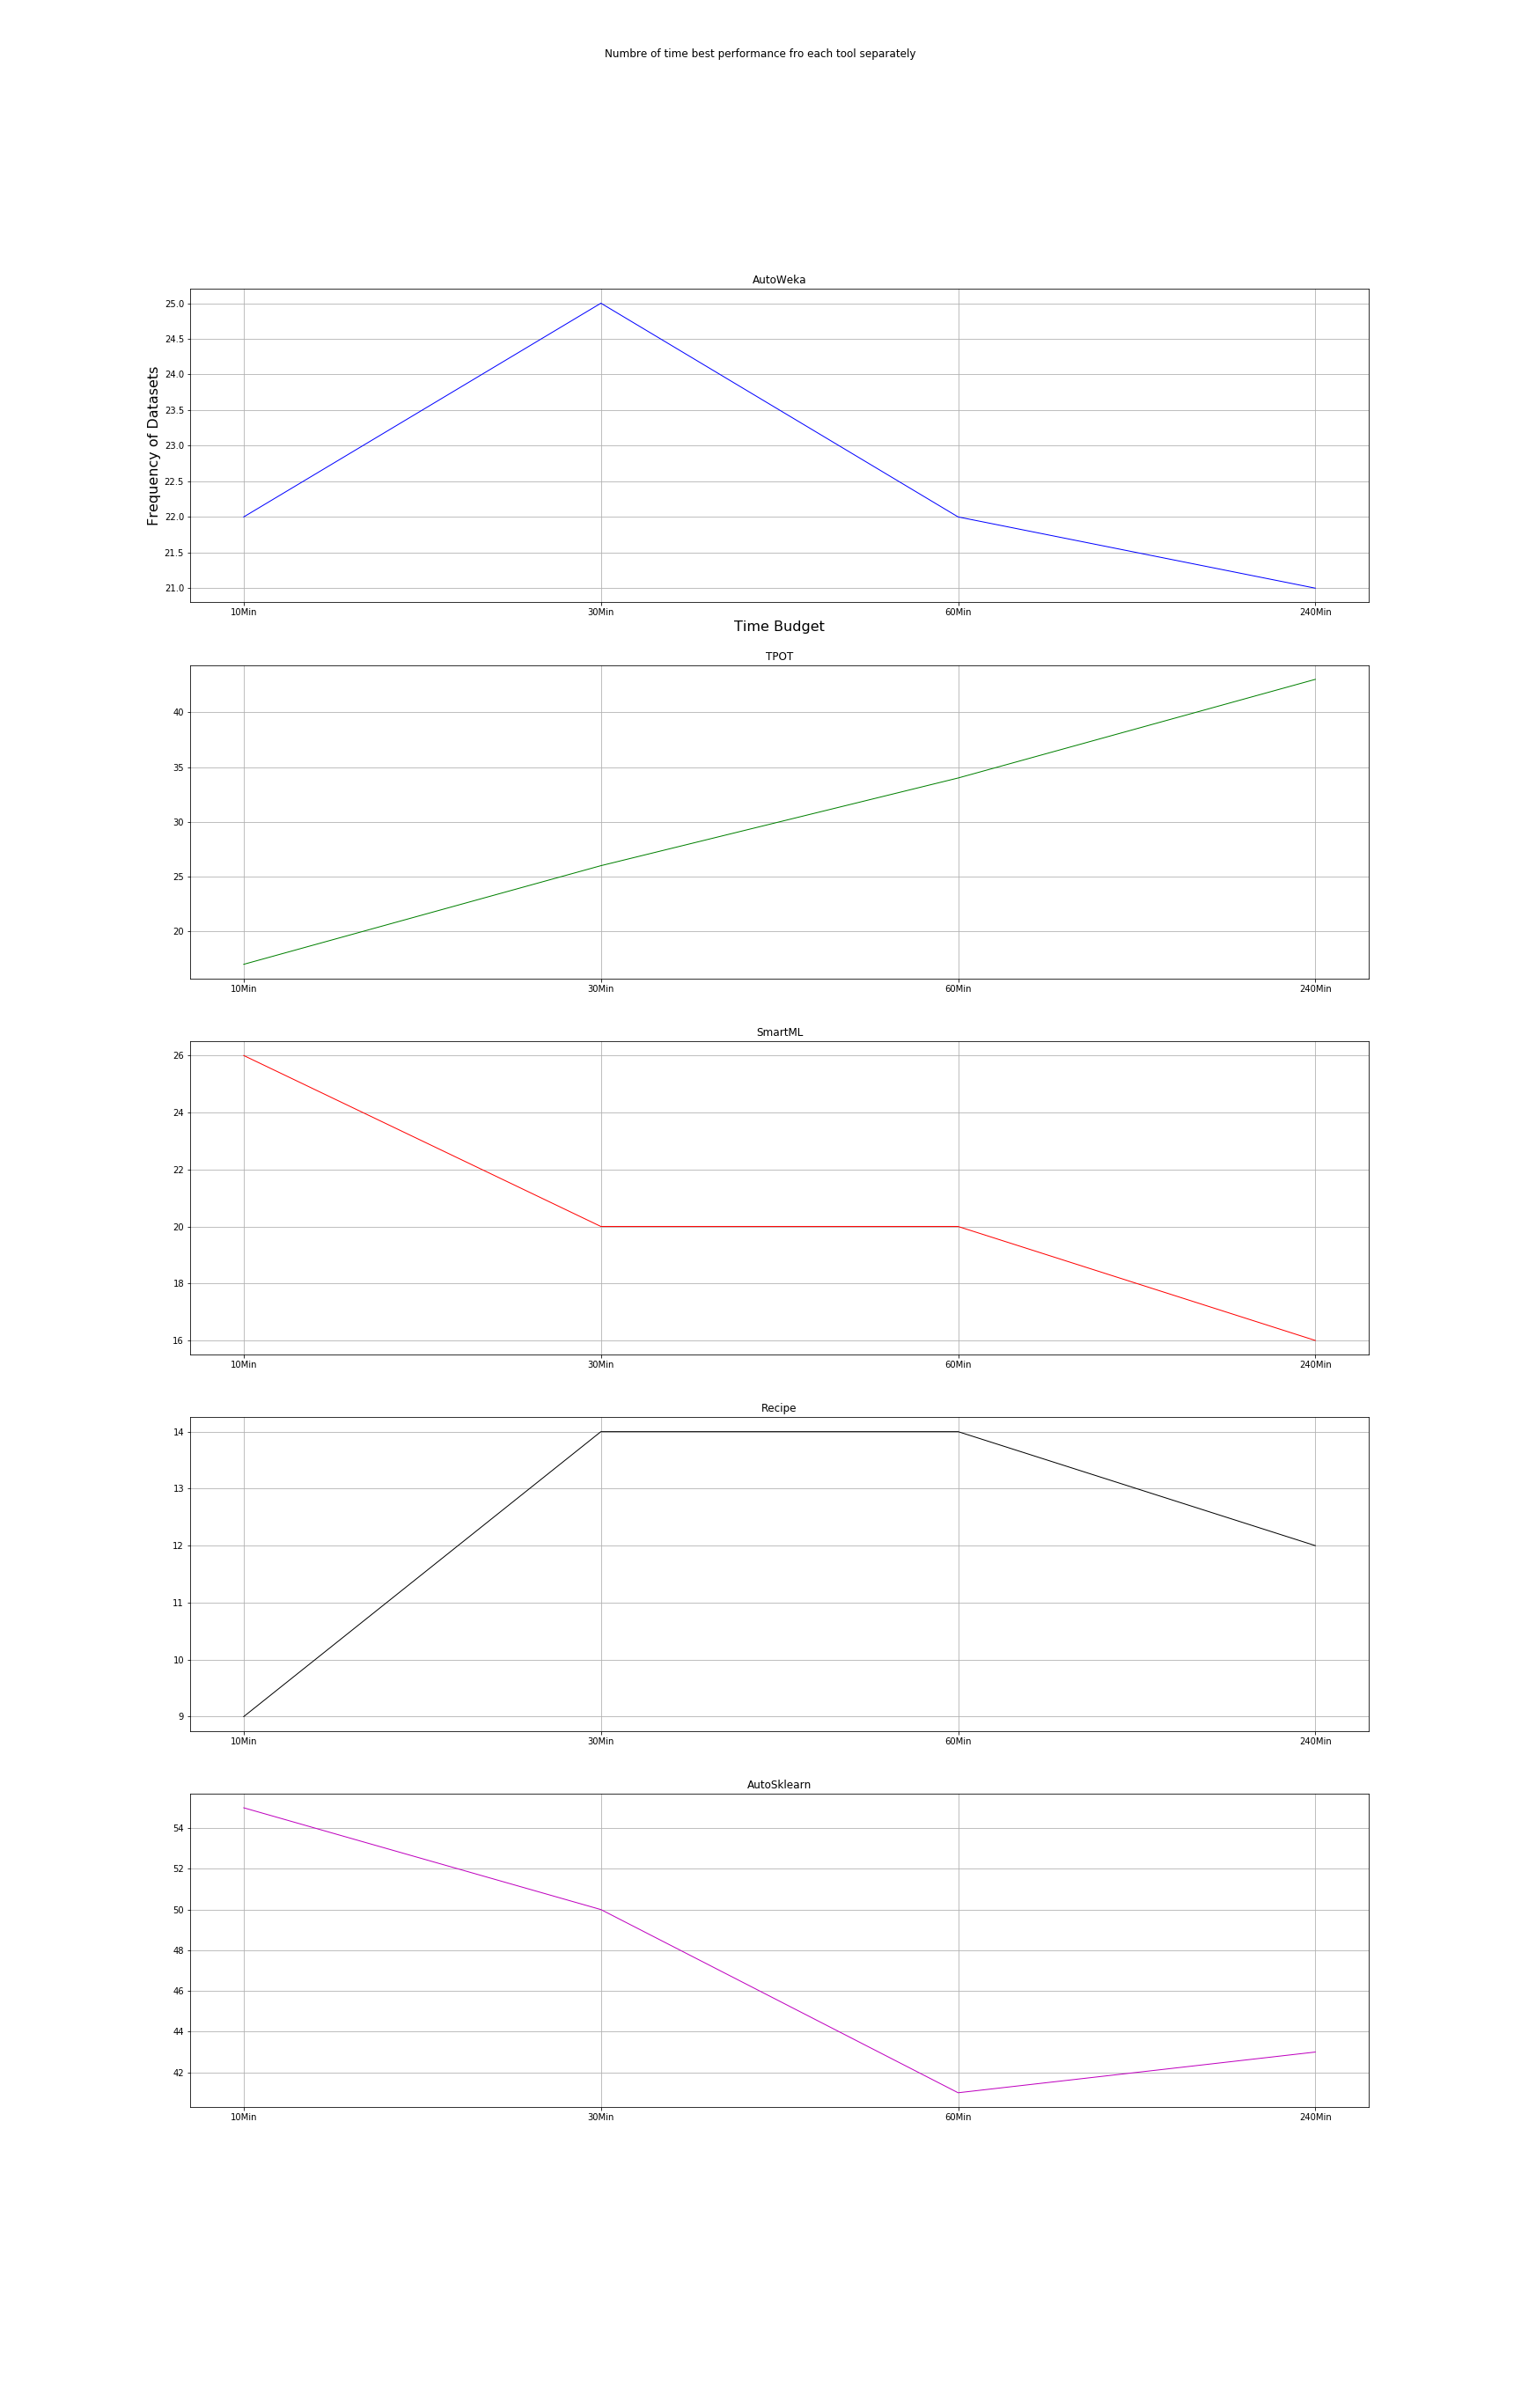 Numbre of time best performance fro each tool separately
AutoWeka
Frequency of Datasets
25.0
24.5
24.0
23.5
23.0
22.5
22.0
21.5
21.0
10Min 30Min 60Min 240Min
Time Budget
TPOT
40
35
30
25
20
10Min 30Min 60Min 240Min
SmartML
26
24
22
20
18
16
10Min 30Min 60Min 240Min
Recipe
14
13
12
11
10
9
10Min 30Min 60Min 240Min
AutoSklearn
54
52
50
48
46
44
42
10Min 30Min 60Min 240Min